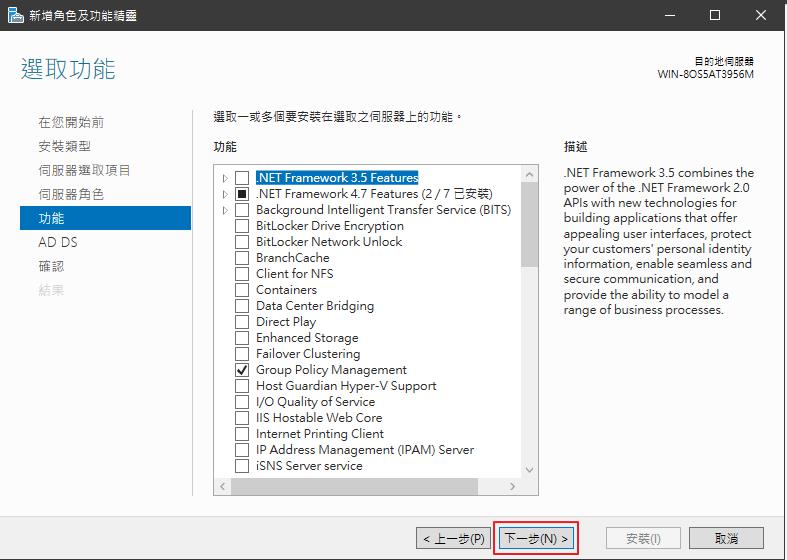 新增角色及功能精靈
選取功能
目的地伺服器
WIN-8OS5AT3956M
在您開始前
安裝類型
伺服器選取項目
伺服器角色
功能
AD DS
確認
結果
選取一或多個要安裝在選取之伺服器上的功能。
功能
.NET Framework 3.5 Features
.NET Framework 4.7 Features (2 / 7 已安裝)
Background Intelligent Transfer Service (BITS)
BitLocker Drive Encryption
BitLocker Network Unlock
BranchCache
Client for NFS
Containers
Data Center Bridging
Direct Play
Enhanced Storage
Failover Clustering
Group Policy Management
Host Guardian Hyper-V Support
I/O Quality of Service
IIS Hostable Web Core
Internet Printing Client
IP Address Management (IPAM) Server
iSNS Server service
描述
.NET Framework 3.5 combines the
power of the .NET Framework 2.0
APIs with new technologies for
building applications that offer
appealing user interfaces, protect
your customers' personal identity
information, enable seamless and
secure communication, and
provide the ability to model a
range of business processes.
< 上一步(P)
下一步(N) >
安裝(I)
取消